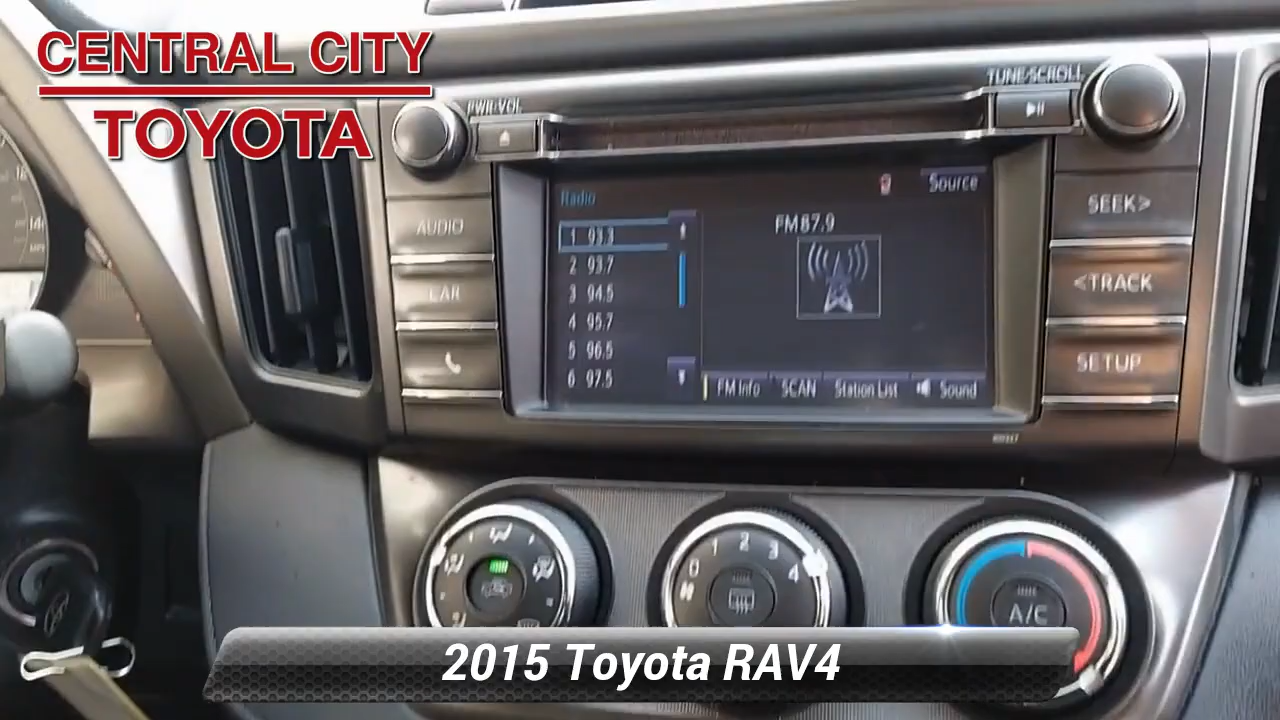 CENTRAL CITY
TOYOTA
PWR·VOL
TUNE/SCROLL
AUDIO
CAR
SEEK>
<TRACK
SETUP
Radio
Source
FM 87.9
1 93.3
2 93.7
3 94.5
4 95.7
5 96.5
6 97.5
FM Info
SCAN
Station List
Sound
0
1
2
3
4
A/C
2015 Toyota RAV4